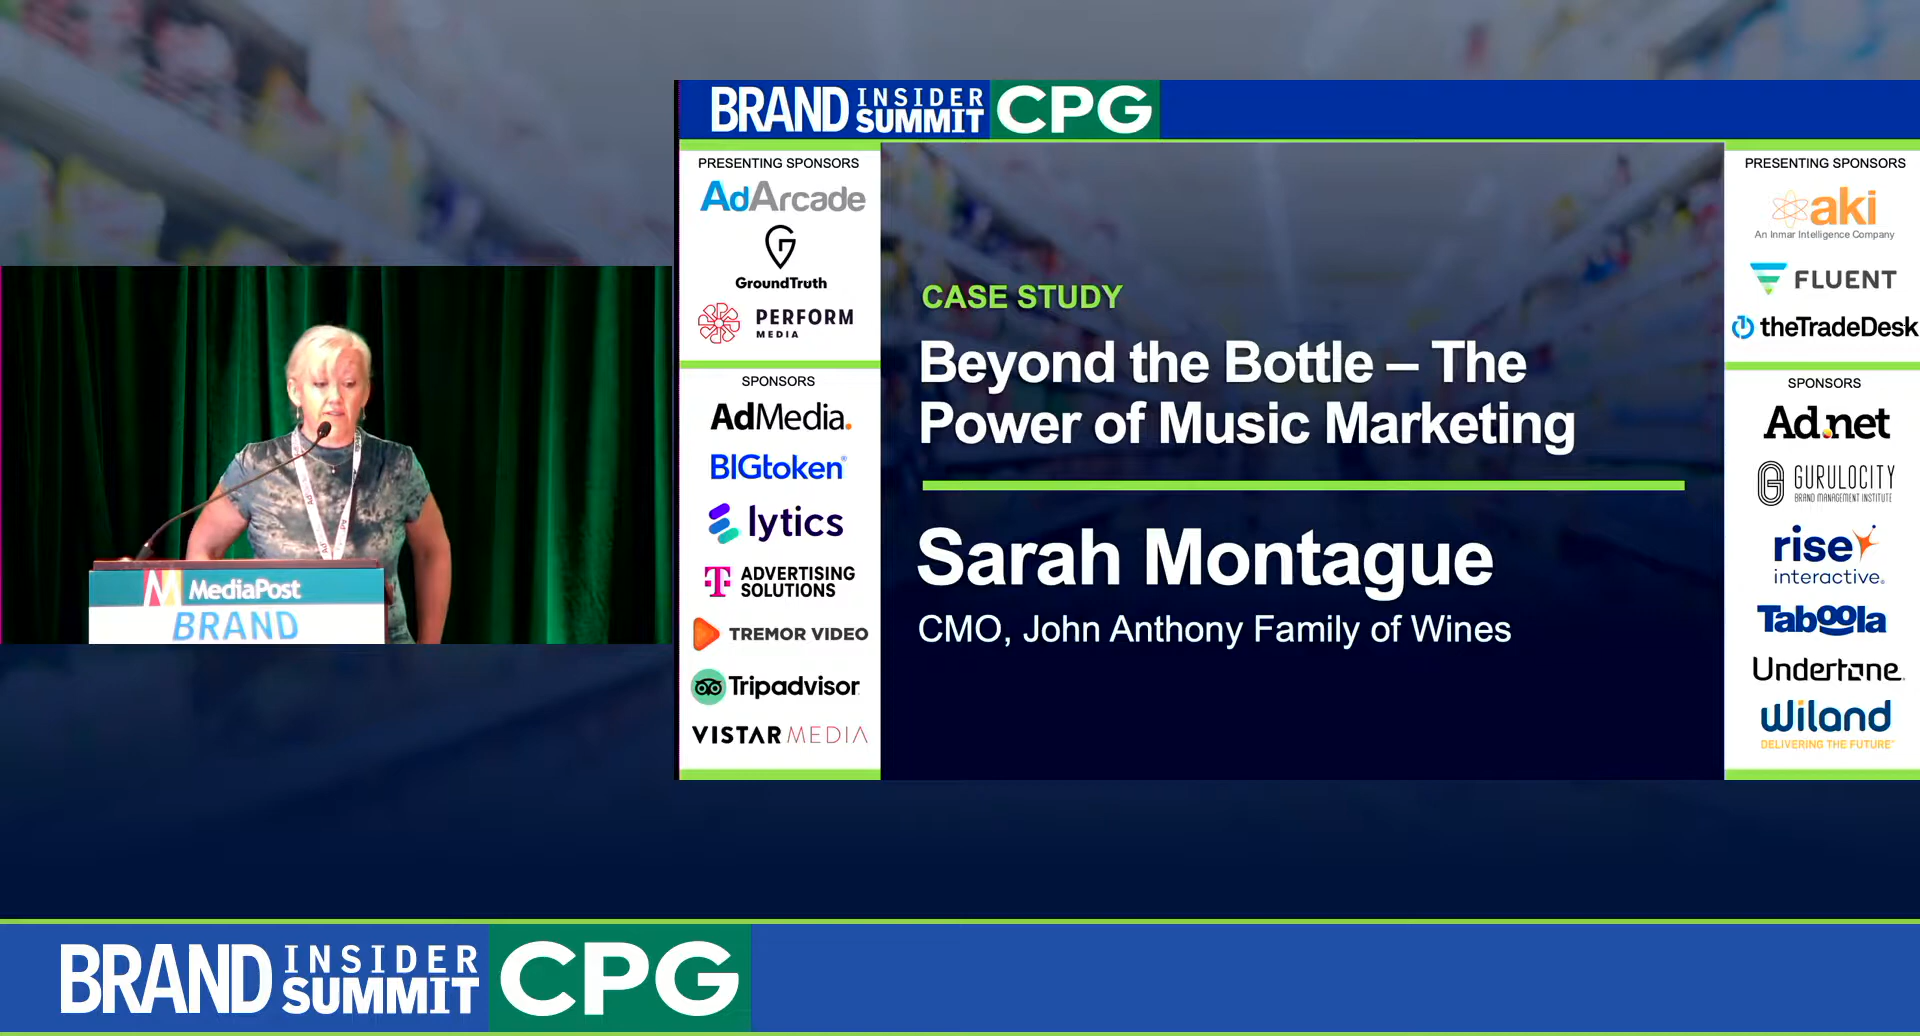 BRAND INSIDER SUMMIT CPG
PRESENTING SPONSORS
AdArcade
GroundTruth
PERFORM
MEDIA
SPONSORS
AdMedia.
BIGtoken®
lytics
T ADVERTISING
SOLUTIONS
TREMOR VIDEO
Tripadvisor
VISTAR MEDIA
CASE STUDY
Beyond the Bottle – The
Power of Music Marketing
Sarah Montague
CMO, John Anthony Family of Wines
PRESENTING SPONSORS
aki
An Inmar Intelligence Company
FLUENT
theTradeDesk
SPONSORS
Ad.net
GURULOCITY
BRAND MANAGEMENT INSTITUTE
rise
interactive®
Taboola
Undertone
Wiland
DELIVERING THE FUTURE
MediaPost
BRAND
BRAND INSIDER SUMMIT CPG